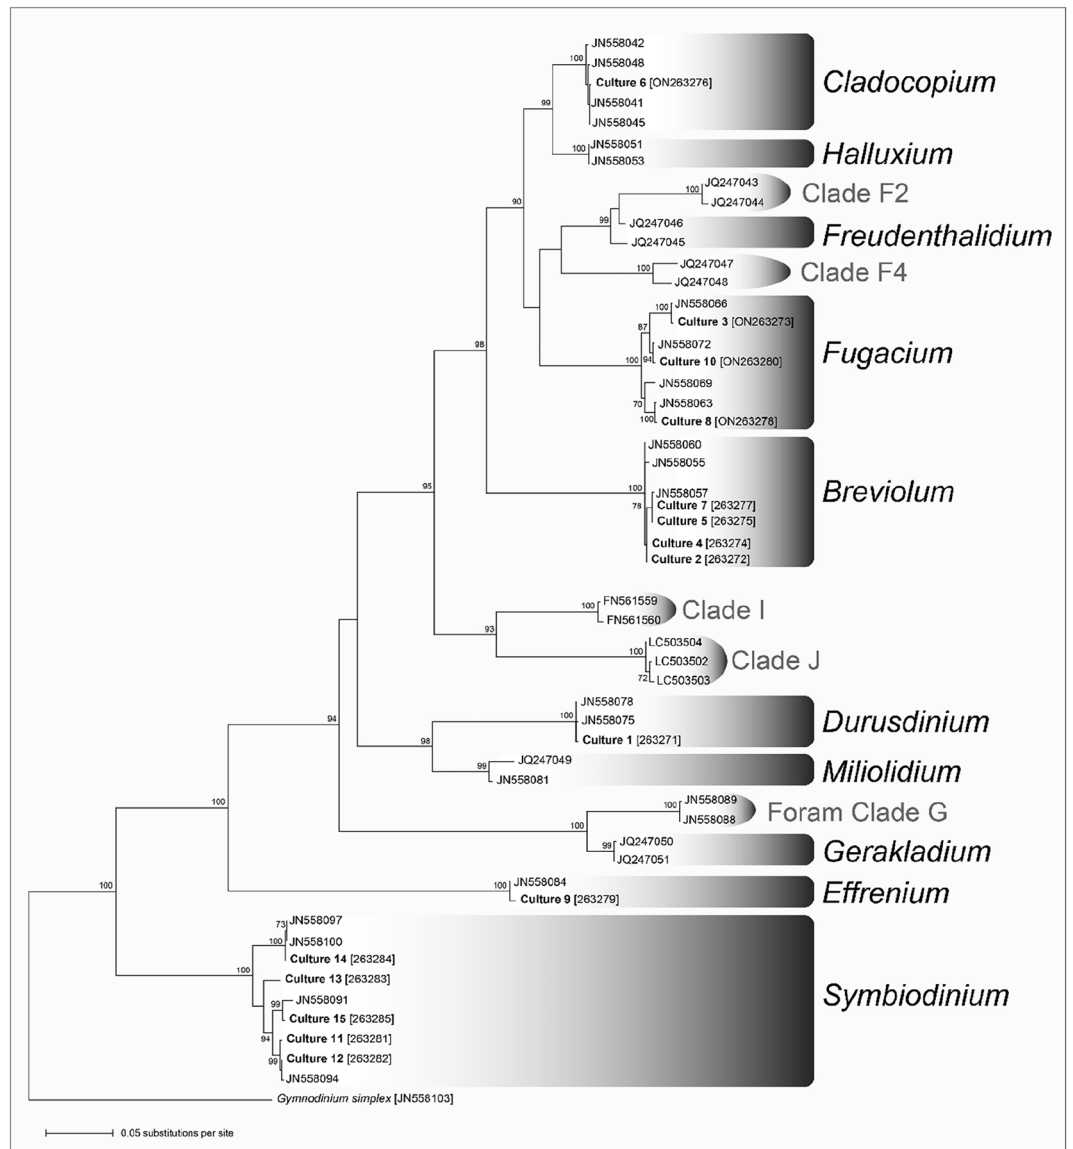 JN558042
100
JN558048
Culture 6 [ON263276]
Cladocopium
99
JN558041
JN558045
100
JN558051
JN558053
Halluxium
90
100
JQ247043
JQ247044
Clade F2
99
JQ247046
JQ247045
Freudenthalidium
JQ247047
100
JQ247048
Clade F4
JN558066
100
Culture 3 [ON263273]
87
JN558072
98
100
94
Culture 10 [ON263280]
Fugacium
JN558069
70
JN558063
100
Culture 8 [ON263278]
JN558060
JN558055
95
100
JN558057
Breviolum
78
Culture 7 [263277]
Culture 5 [263275]
Culture 4 [263274]
Culture 2 [263272]
FN561559
100
FN561560
Clade I
93
LC503504
100
LC503502
Clade J
72
LC503503
JN558078
94
100
JN558075
Durusdinium
98
Culture 1 [263271]
JQ247049
99
JN558081
Miliolidium
JN558089
100
100
JN558088
Foram Clade G
100
JQ247050
99
JQ247051
Gerakladium
100
JN558084
100
Culture 9 [263279]
Effrenium
JN558097
73
JN558100
100
Culture 14 [263284]
100
Culture 13 [263283]
JN558091
99
Culture 15 [263285]
Symbiodinium
94
Culture 11 [263281]
99
Culture 12 [263282]
JN558094
Gymnodinium simplex [JN558103]
0.05 substitutions per site